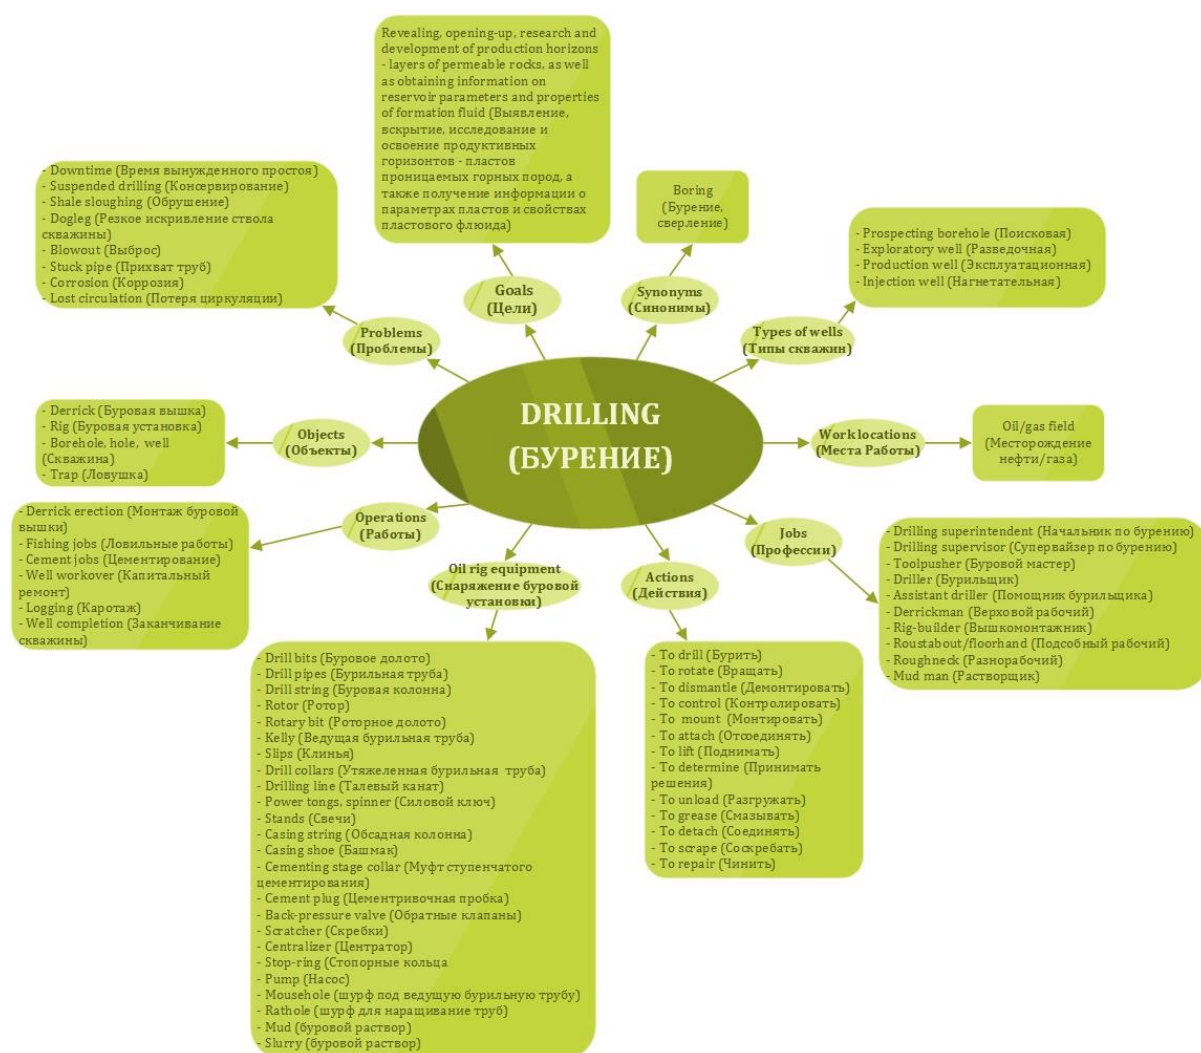 DRILLING
(БУРЕНИЕ)
Goals
(Цели)
Revealing, opening-up, research and
development of production horizons
- layers of permeable rocks, as well
as obtaining information on
reservoir parameters and properties
of formation fluid (Выявление,
вскрытие, исследование и
освоение продуктивных
горизонтов - пластов
проницаемых горных пород, а
также получение информации о
параметрах пластов и свойствах
пластового флюида)
Synonyms
(Синонимы)
Boring
(Бурение,
сверление)
Types of wells
(Типы скважин)
- Prospecting borehole (Поисковая)
- Exploratory well (Разведочная)
- Production well (Эксплуатационная)
- Injection well (Нагнетательная)
Work locations
(Места Работы)
Oil/gas field
(Месторождение
нефти/газа)
Jobs
(Профессии)
- Drilling superintendent (Начальник по бурению)
- Drilling supervisor (Супервайзер по бурению)
- Toolpusher (Буровой мастер)
- Driller (Бурильщик)
- Assistant driller (Помощник бурильщика)
- Derrickman (Верховой рабочий)
- Rig-builder (Вышкомонтажник)
- Roustabout/floorhand (Подсобный рабочий)
- Roughneck (Разнорабочий)
- Mud man (Растворщик)
Actions
(Действия)
- To drill (Бурить)
- To rotate (Вращать)
- To dismantle (Демонтировать)
- To control (Контролировать)
- To mount (Монтировать)
- To attach (Отсоединять)
- To lift (Поднимать)
- To determine (Принимать
решения)
- To unload (Разгружать)
- To grease (Смазывать)
- To detach (Соединять)
- To scrape (Соскребать)
- To repair (Чинить)
Oil rig equipment
(Снаряжение буровой
установки)
- Drill bits (Буровое долото)
- Drill pipes (Бурильная труба)
- Drill string (Буровая колонна)
- Rotor (Ротор)
- Rotary bit (Роторное долото)
- Kelly (Ведущая бурильная труба)
- Slips (Клинья)
- Drill collars (Утяжеленная бурильная труба)
- Drilling line (Талевый канат)
- Power tongs, spinner (Силовой ключ)
- Stands (Свечи)
- Casing string (Обсадная колонна)
- Casing shoe (Башмак)
- Cementing stage collar (Муфт ступенчатого
цементирования)
- Cement plug (Цементривочная пробка)
- Back-pressure valve (Обратные клапаны)
- Scratcher (Скребки)
- Centralizer (Центратор)
- Stop-ring (Стопорные кольца
- Pump (Насос)
- Mousehole (шурф под ведущую бурильную трубу)
- Rathole (шурф для наращивание труб)
- Mud (буровой раствор)
- Slurry (буровой раствор)
Operations
(Работы)
- Derrick erection (Монтаж буровой
вышки)
- Fishing jobs (Ловильные работы)
- Cement jobs (Цементирование)
- Well workover (Капитальный
ремонт)
- Logging (Каротаж)
- Well completion (Заканчивание
скважины)
Objects
(Объекты)
- Derrick (Буровая вышка)
- Rig (Буровая установка)
- Borehole, hole, well
(Скважина)
- Trap (Ловушка)
Problems
(Проблемы)
- Downtime (Время вынужденного простоя)
- Suspended drilling (Консервирование)
- Shale sloughing (Обрушение)
- Dogleg (Резкое искривление ствола
скважины)
- Blowout (Выброс)
- Stuck pipe (Прихват труб)
- Corrosion (Коррозия)
- Lost circulation (Потеря циркуляции)